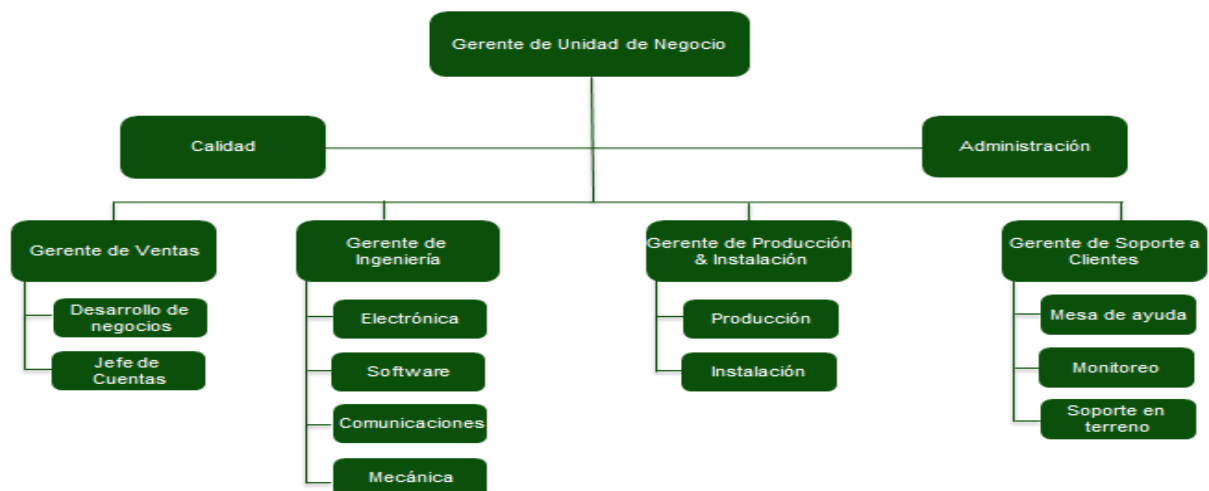 Gerente de Unidad de Negocio
Calidad
Administración
Gerente de Ventas
Desarrollo de
negocios
Jefe de
Cuentas
Gerente de
Ingeniería
Electrónica
Software
Comunicaciones
Mecánica
Gerente de Producción
& Instalación
Producción
Instalación
Gerente de Soporte a
Clientes
Mesa de ayuda
Monitoreo
Soporte en
terreno